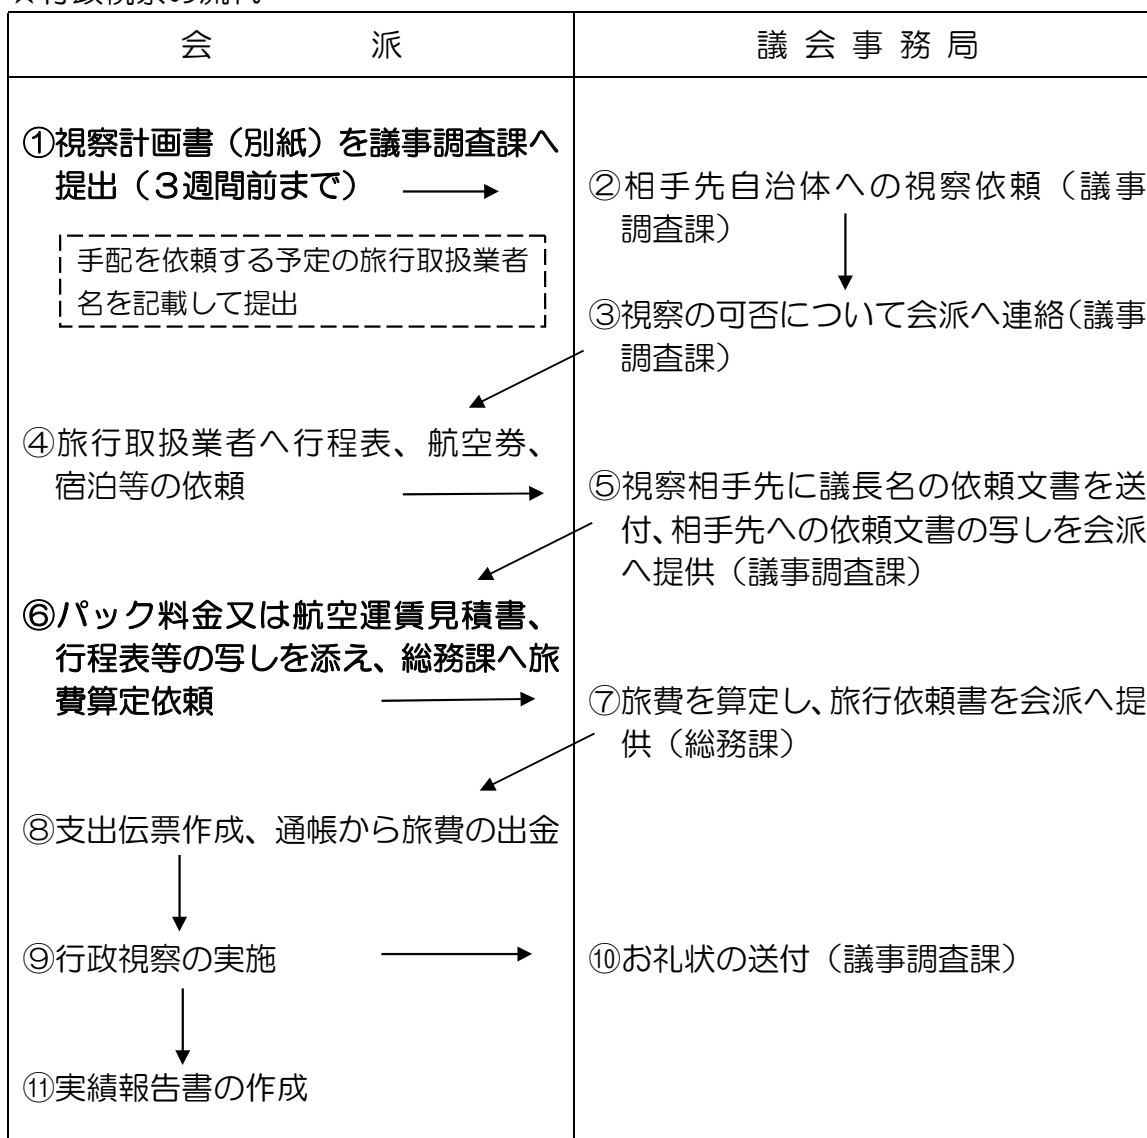 会　　　派
議会事務局
①視察計画書（別紙）を議事調査課へ
提出（３週間前まで）
手配を依頼する予定の旅行取扱業者
名を記載して提出
②相手先自治体への視察依頼（議事
調査課）
③視察の可否について会派へ連絡（議事
調査課）
④旅行取扱業者へ行程表、航空券、
宿泊等の依頼
⑤視察相手先に議長名の依頼文書を送
付、相手先への依頼文書の写しを会派
へ提供（議事調査課）
⑥パック料金又は航空運賃見積書、
行程表等の写しを添え、総務課へ旅
費算定依頼
⑦旅費を算定し、旅行依頼書を会派へ提
供（総務課）
⑧支出伝票作成、通帳から旅費の出金
⑨行政視察の実施
⑩お礼状の送付（議事調査課）
⑪実績報告書の作成